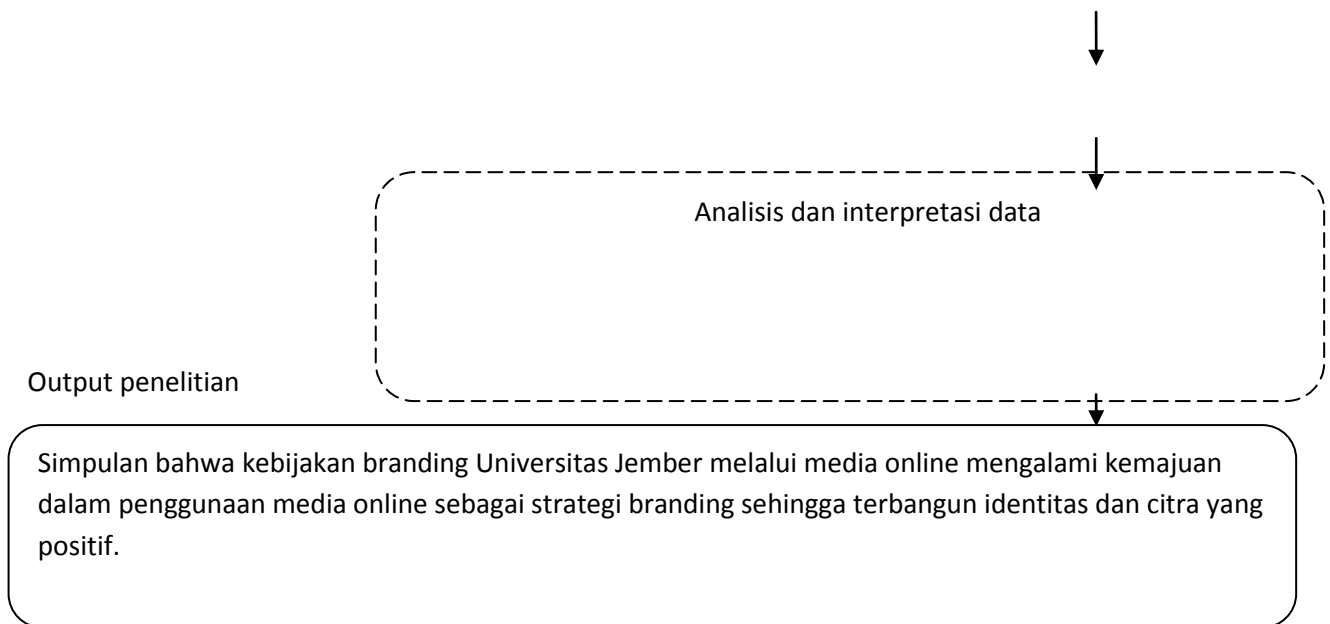 Analisis dan interpretasi data
Output penelitian
Simpulan bahwa kebijakan branding Universitas Jember melalui media online mengalami kemajuan
dalam penggunaan media online sebagai strategi branding sehingga terbangun identitas dan citra yang
positif.